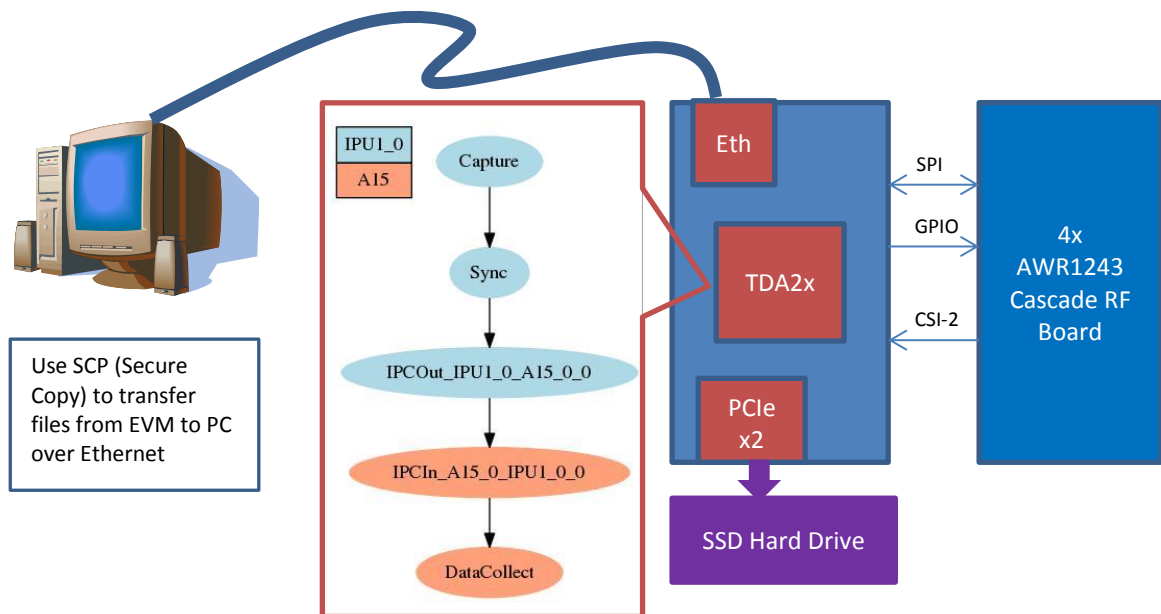 IPU1_0
A15
Capture
Sync
IPCOut_IPU1_0_A15_0_0
IPCIn_A15_0_IPU1_0_0
DataCollect
Use SCP (Secure
Copy) to transfer
files from EVM to PC
over Ethernet
Eth
TDA2x
PCIe
x2
SSD Hard Drive
SPI
GPIO
CSI-2
4x
AWR1243
Cascade RF
Board